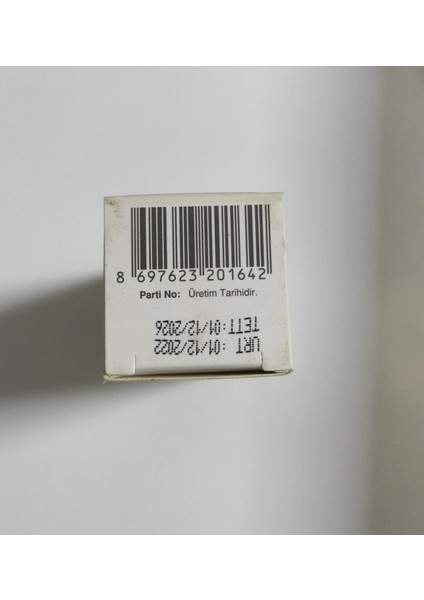 8 697623 201642
Parti No: Üretim Tarihidir.
URT :01/12/2022
TETT:01/12/2026